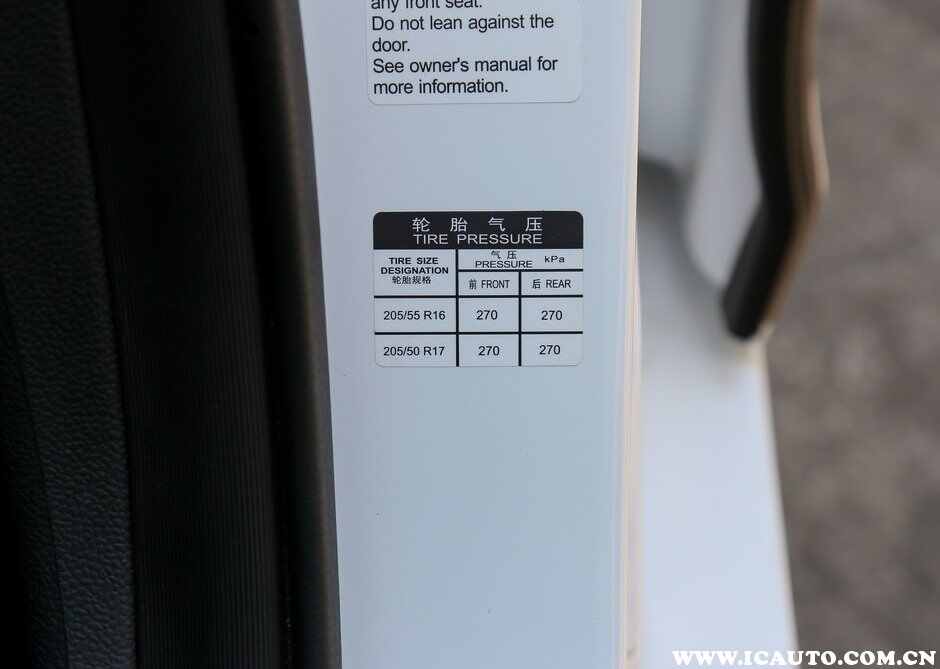 any front seat.
Do not lean against the
door.
See owner's manual for
more information.
轮胎气压
TIRE PRESSURE
TIRE SIZE
DESIGNATION
轮胎规格
气压
PRESSURE kPa
前 FRONT 后 REAR
205/55 R16 270 270
205/50 R17 270 270
WWW.ICAUTO.COM.CN